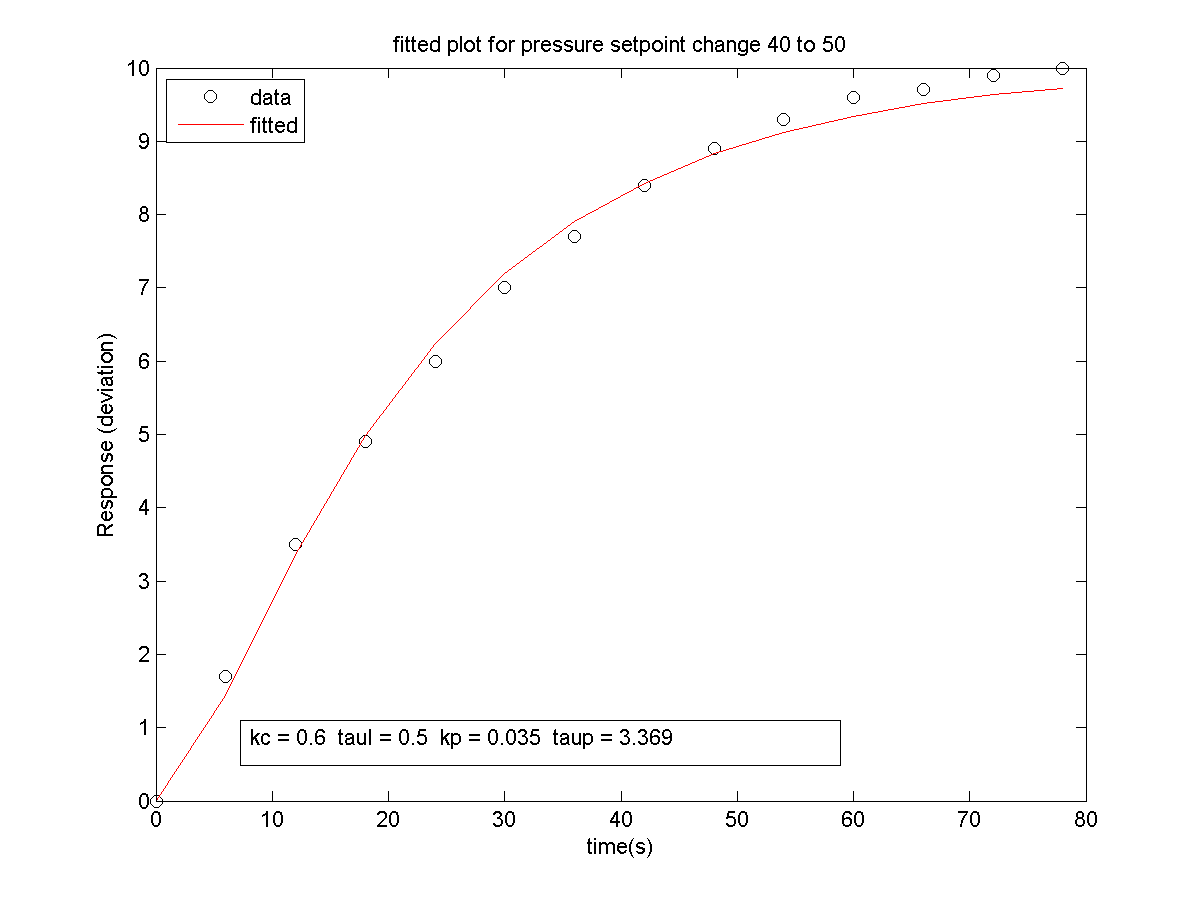 fitted plot for pressure setpoint change 40 to 50
10
9
8
7
6
5
4
3
2
1
0
data
fitted
Response (deviation)
kc = 0.6 tauI = 0.5 kp = 0.035 taup = 3.369
0 10 20 30 40 50 60 70 80
time(s)